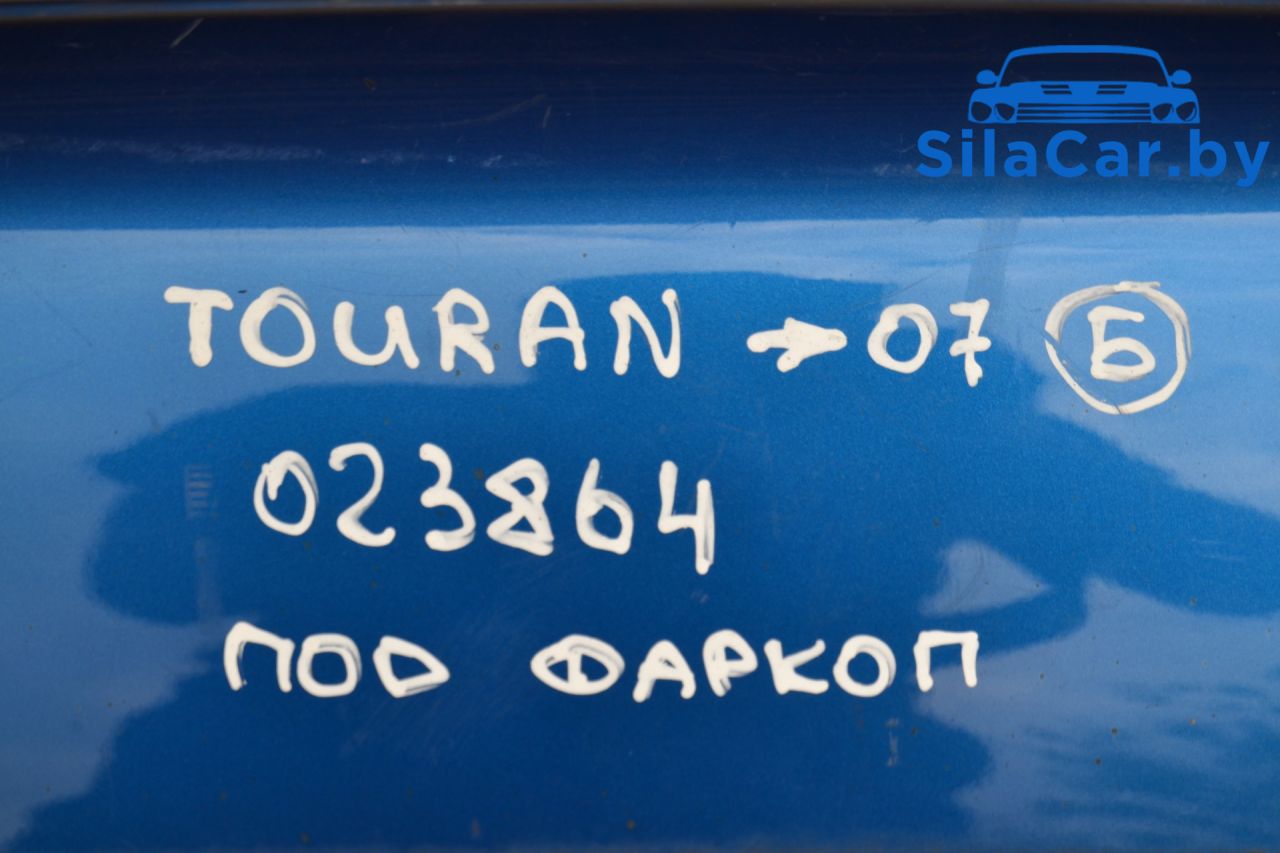 SilaCar.by
TOURAN → 07 Б
023864
ПОД ФАРКОП